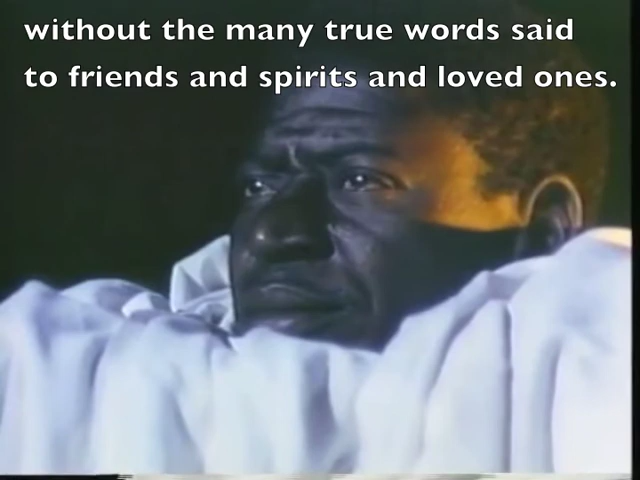 without the many true words said
to friends and spirits and loved ones.